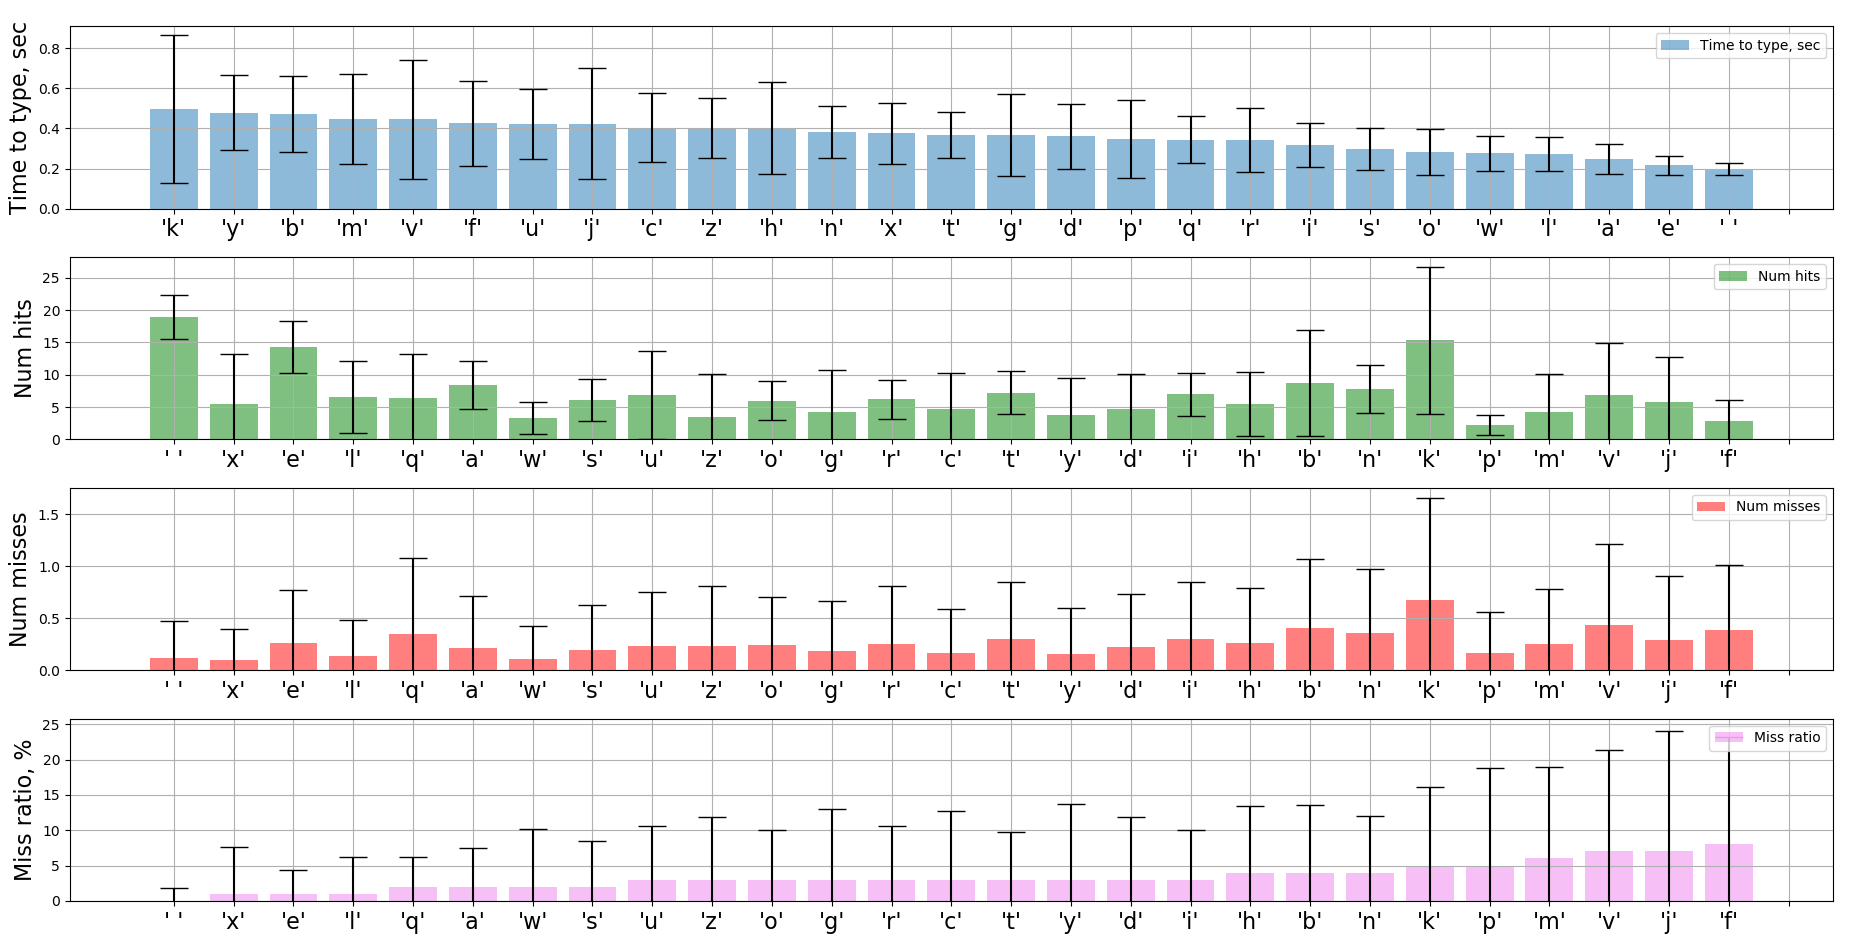 Time to type, sec
0.8
0.6
0.4
0.2
0.0
Time to type, sec
'k' 'y' 'b' 'm' 'v' 'f' 'u' 'j' 'c' 'z' 'h' 'n' 'x' 't' 'g' 'd' 'p' 'q' 'r' 'i' 's' 'o' 'w' 'l' 'a' 'e' ' '
Num hits
25
20
15
10
5
0
Num hits
' ' 'x' 'e' 'l' 'q' 'a' 'w' 's' 'u' 'z' 'o' 'g' 'r' 'c' 't' 'y' 'd' 'i' 'h' 'b' 'n' 'k' 'p' 'm' 'v' 'j' 'f'
Num misses
1.5
1.0
0.5
0.0
Num misses
' ' 'x' 'e' 'l' 'q' 'a' 'w' 's' 'u' 'z' 'o' 'g' 'r' 'c' 't' 'y' 'd' 'i' 'h' 'b' 'n' 'k' 'p' 'm' 'v' 'j' 'f'
Miss ratio, %
25
20
15
10
5
0
Miss ratio
' ' 'x' 'e' 'l' 'q' 'a' 'w' 's' 'u' 'z' 'o' 'g' 'r' 'c' 't' 'y' 'd' 'i' 'h' 'b' 'n' 'k' 'p' 'm' 'v' 'j' 'f'